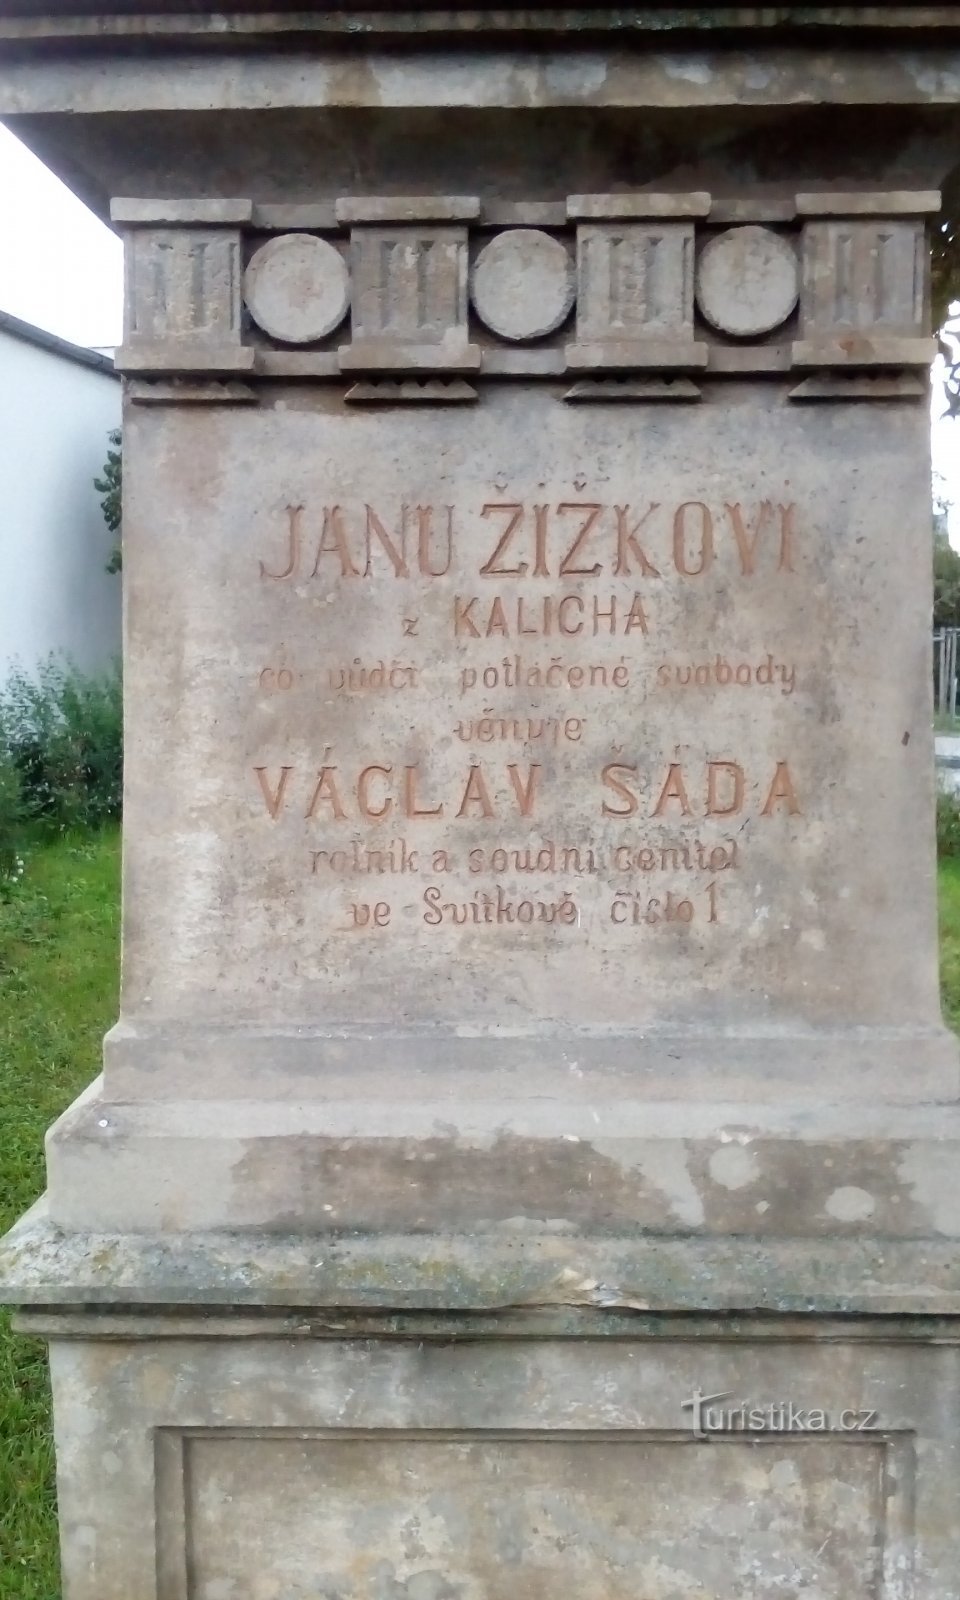 JANU ŽIŽKOVI
z KALICHA
co vůdci potlačené svobody
věnuje
VÁCLAV ŠÁDA
rolník a soudní cenitel
ve Svítkově číslo 1
Turistika.cz